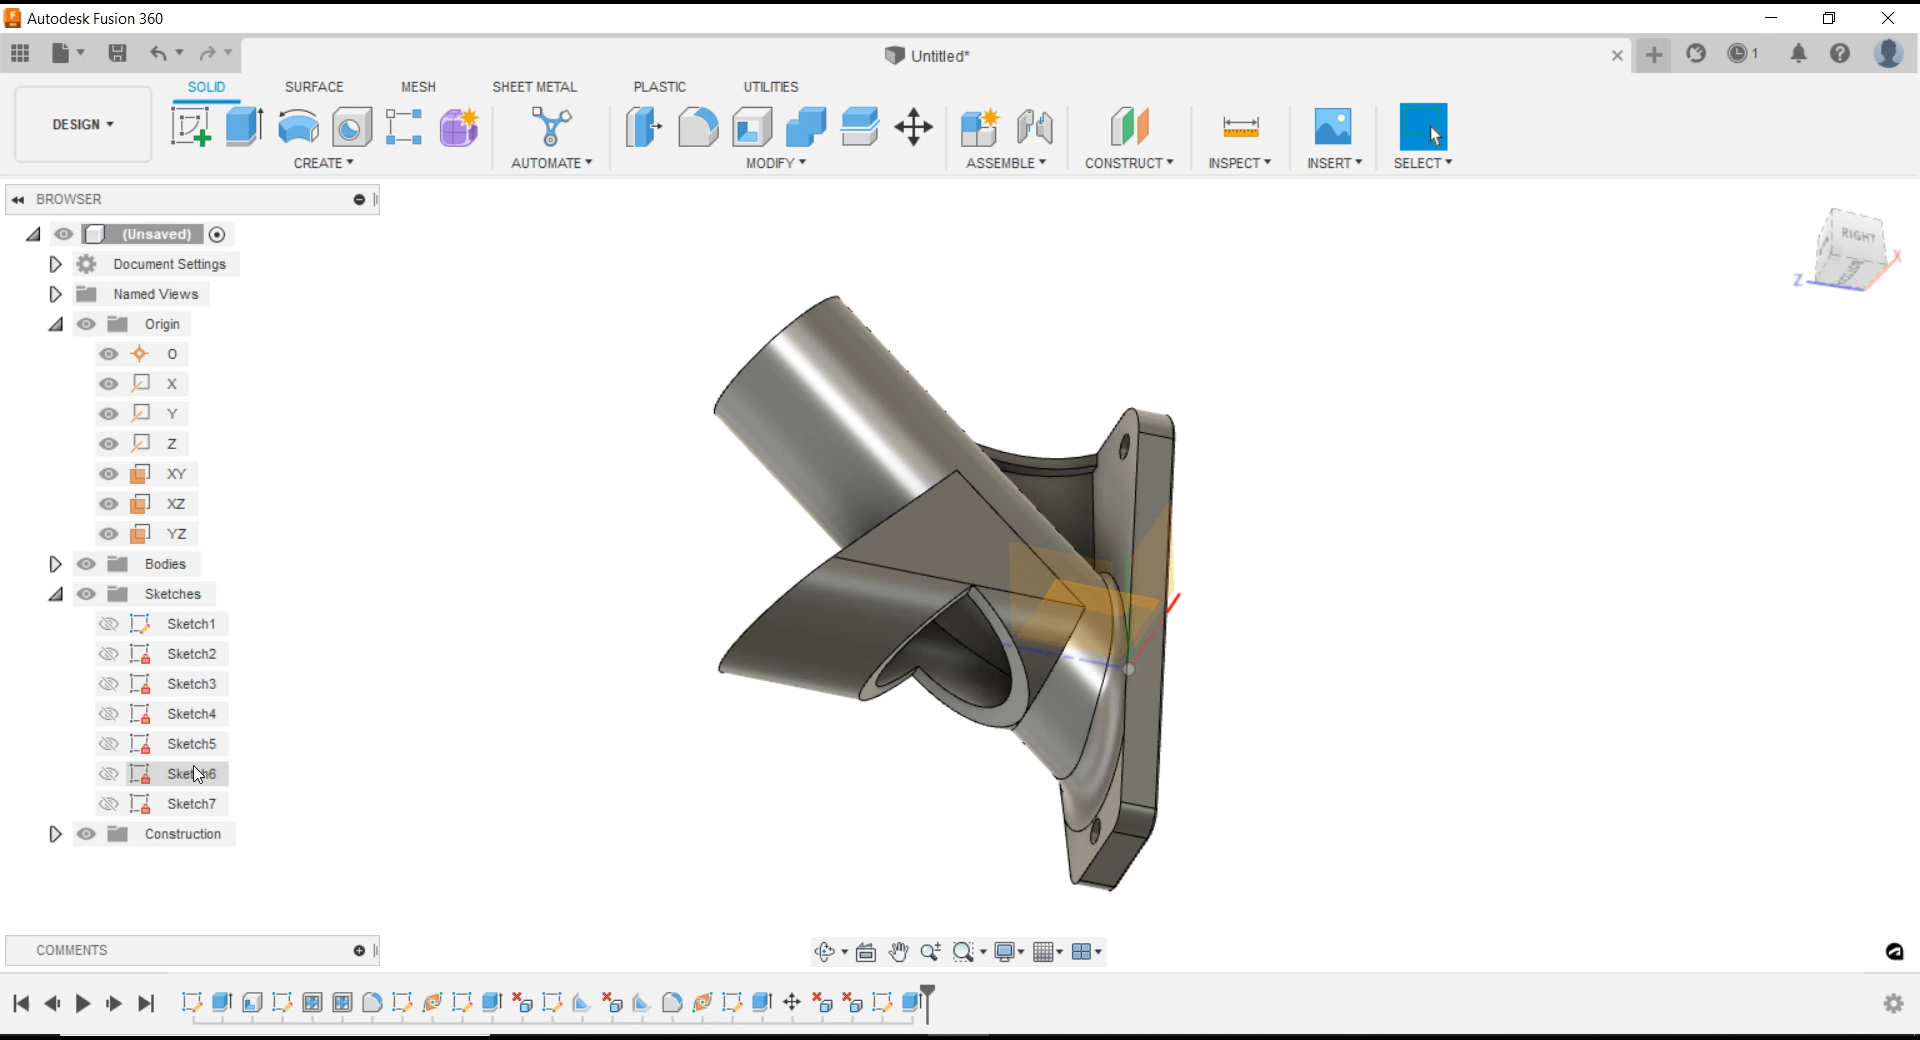 Autodesk Fusion 360
Untitled*
1
SOLID SURFACE MESH SHEET METAL PLASTIC UTILITIES
DESIGN
CREATE AUTOMATE MODIFY ASSEMBLE CONSTRUCT INSPECT INSERT SELECT
BROWSER
(Unsaved)
Document Settings
Named Views
Origin
O
X
Y
Z
XY
XZ
YZ
Bodies
Sketches
Sketch1
Sketch2
Sketch3
Sketch4
Sketch5
Sketch6
Sketch7
Construction
RIGHT
X
Z
COMMENTS